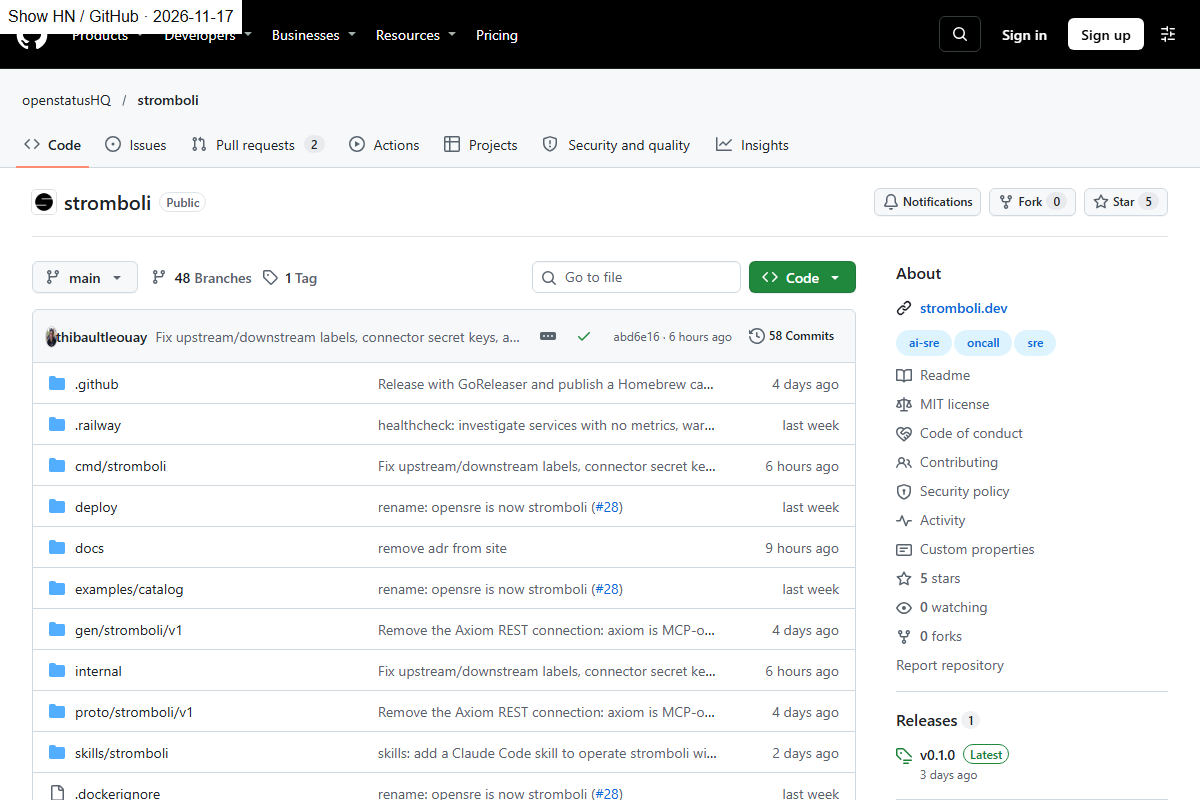 Show HN / GitHub · 2026-11-17
Products Developers Businesses Resources Pricing Sign in Sign up
openstatusHQ / stromboli
Code Issues Pull requests 2 Actions Projects Security and quality Insights
stromboli Public Notifications Fork 0 Star 5
main 48 Branches 1 Tag Go to file Code
thibaultleouay Fix upstream/downstream labels, connector secret keys, a... abd6e16 · 6 hours ago 58 Commits
.github Release with GoReleaser and publish a Homebrew ca... 4 days ago
.railway healthcheck: investigate services with no metrics, war... last week
cmd/stromboli Fix upstream/downstream labels, connector secret ke... 6 hours ago
deploy rename: opensre is now stromboli (#28) last week
docs remove adr from site 9 hours ago
examples/catalog rename: opensre is now stromboli (#28) last week
gen/stromboli/v1 Remove the Axiom REST connection: axiom is MCP-o... 4 days ago
internal Fix upstream/downstream labels, connector secret ke... 6 hours ago
proto/stromboli/v1 Remove the Axiom REST connection: axiom is MCP-o... 4 days ago
skills/stromboli skills: add a Claude Code skill to operate stromboli wi... 2 days ago
.dockerignore rename: opensre is now stromboli (#28) last week
About
stromboli.dev
ai-sre oncall sre
Readme
MIT license
Code of conduct
Contributing
Security policy
Activity
Custom properties
5 stars
0 watching
0 forks
Report repository
Releases 1
v0.1.0 Latest
3 days ago